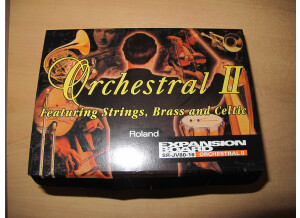 Orchestral II
Featuring Strings, Brass and Celtic
Roland
EXPANSION
BOARD
SR-JV80-16 ORCHESTRAL II